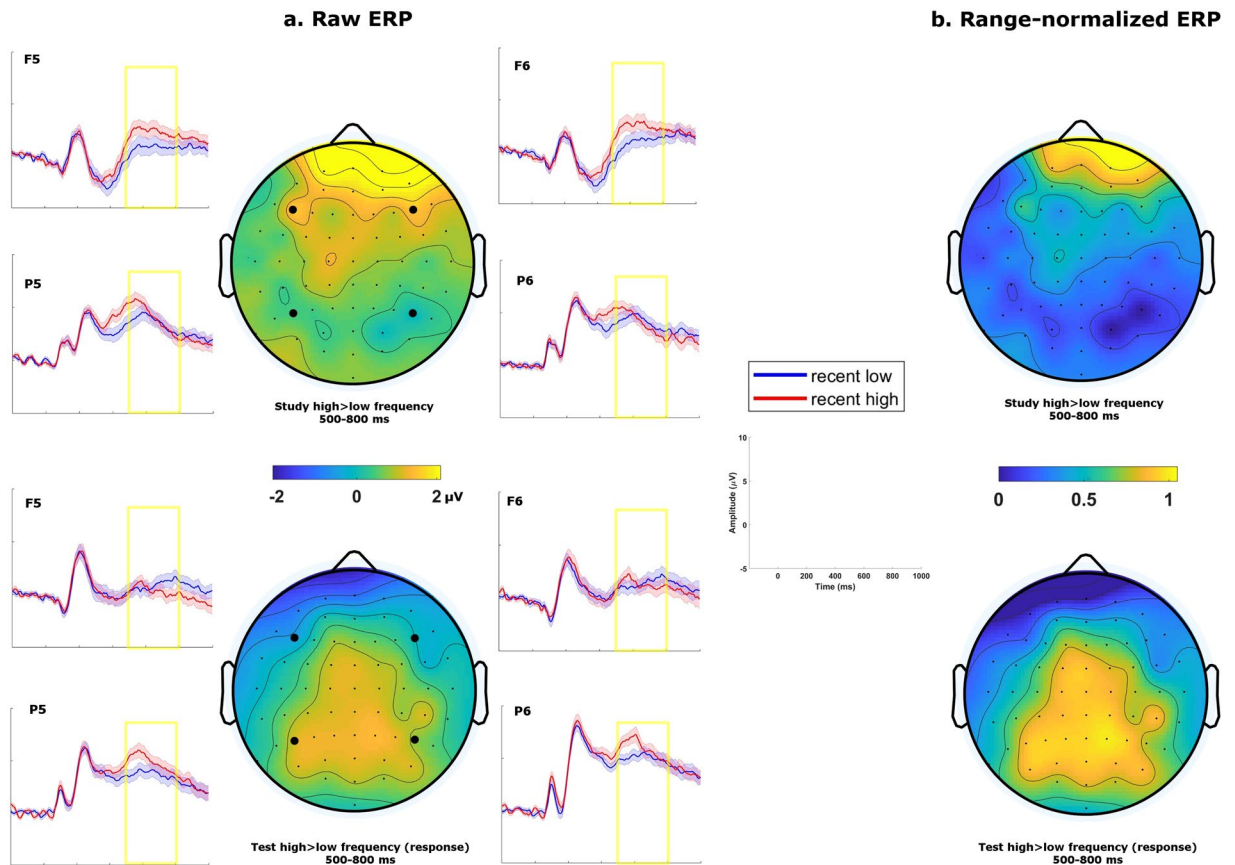 a. Raw ERP
b. Range-normalized ERP
F5
F6
P5
P6
Study high>low frequency
500-800 ms
recent low
recent high
Study high>low frequency
500-800 ms
-2 0 2 µV
10
5
0
-5
Amplitude (µV)
0 200 400 600 800 1000
Time (ms)
0 0.5 1
F5
F6
P5
P6
Test high>low frequency (response)
500-800 ms
Test high>low frequency (response)
500-800 ms